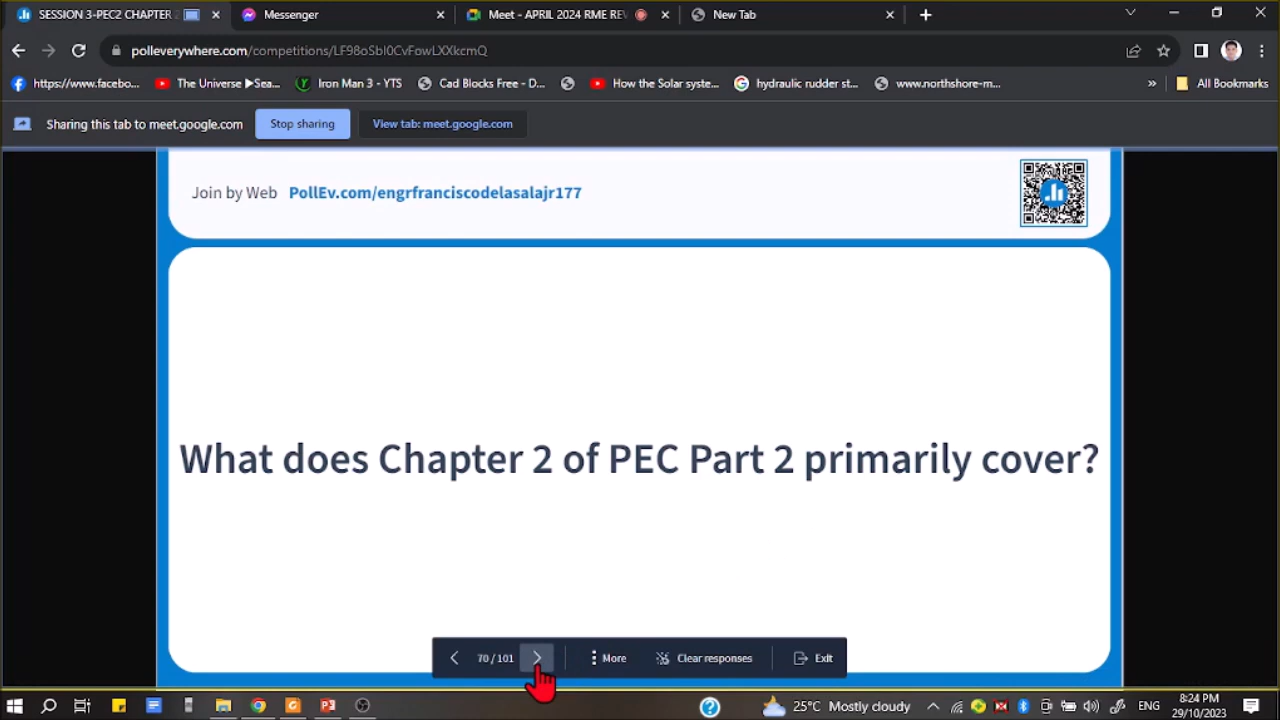 SESSION 3-PEC2 CHAPTER 2
Messenger
Meet - APRIL 2024 RME REV
New Tab
polleverywhere.com/competitions/LF98oSbI0CvFowLXXkcmQ
https://www.facebo...
The Universe ▶Sea...
Iron Man 3 - YTS
Cad Blocks Free - D...
How the Solar syste...
hydraulic rudder st...
www.northshore-m...
»
All Bookmarks
Sharing this tab to meet.google.com
Stop sharing
View tab: meet.google.com
Join by Web PollEv.com/engrfranciscodelasalajr177
What does Chapter 2 of PEC Part 2 primarily cover?
70 / 101
More
Clear responses
Exit
25°C Mostly cloudy
ENG
8:24 PM
29/10/2023